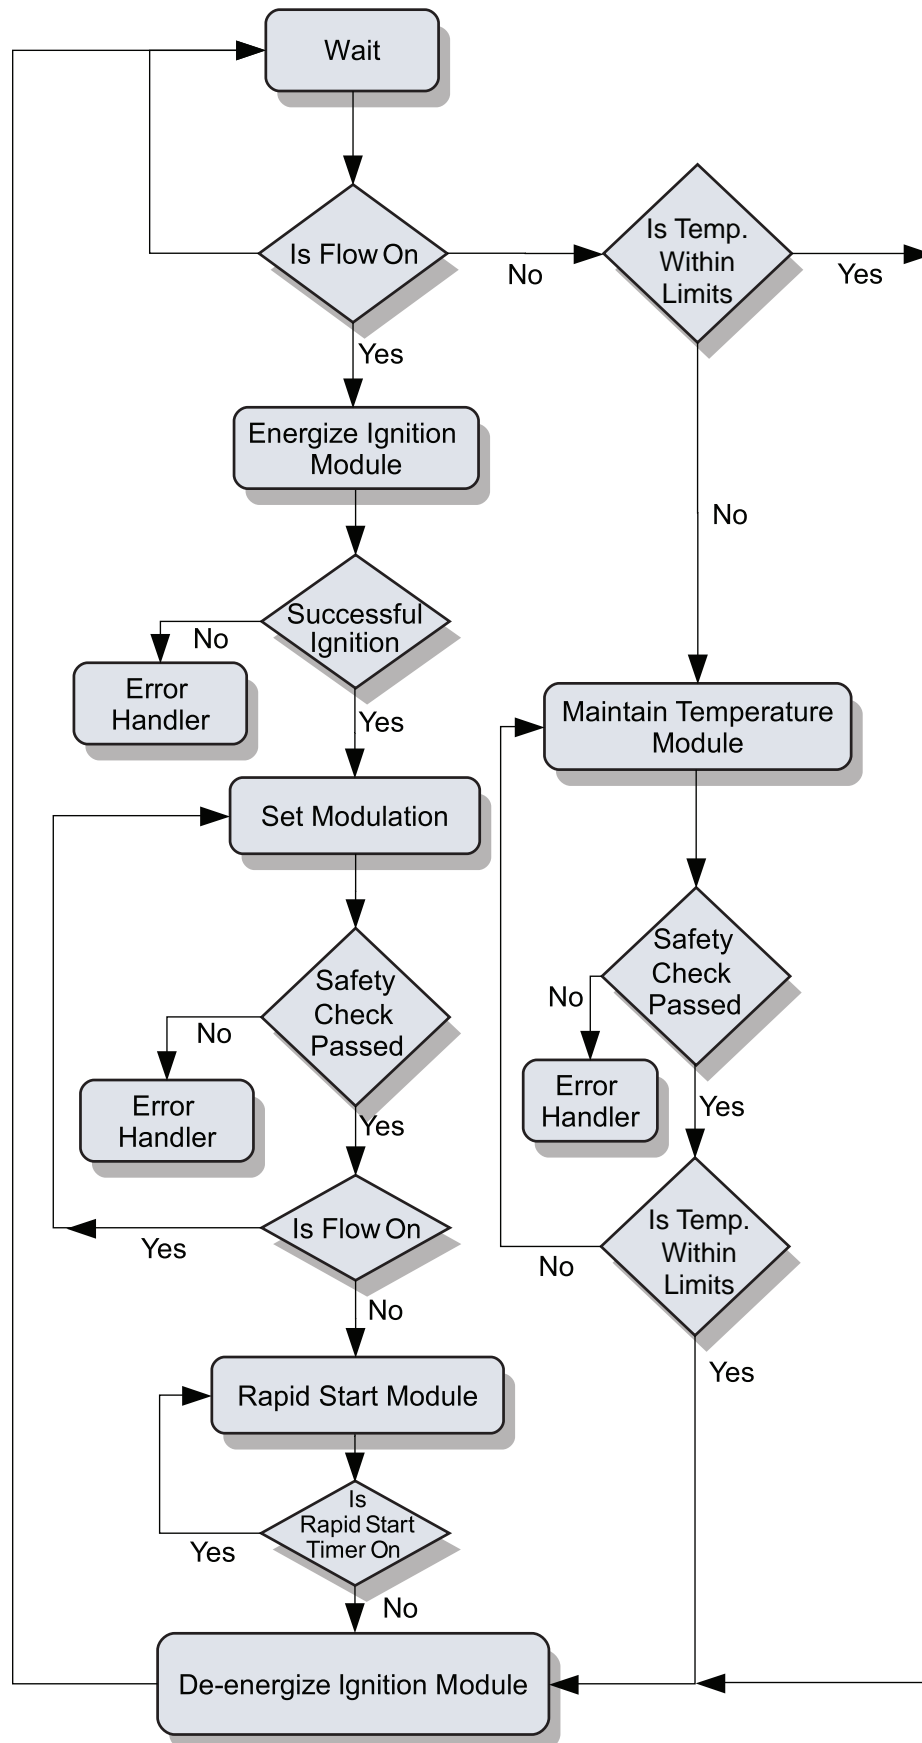 Wait
Is Flow On
No
Is Temp.
Within
Limits
Yes
Yes
Energize Ignition
Module
No
Successful
Ignition
No
Error
Handler
Yes
Maintain Temperature
Module
Set Modulation
Safety
Check
Passed
No
Safety
Check
Passed
No
Error
Handler
Error
Handler
Yes
Yes
Is Flow On
Yes
Is Temp.
Within
Limits
No
No
Yes
Rapid Start Module
Is
Rapid Start
Timer On
Yes
No
De-energize Ignition Module